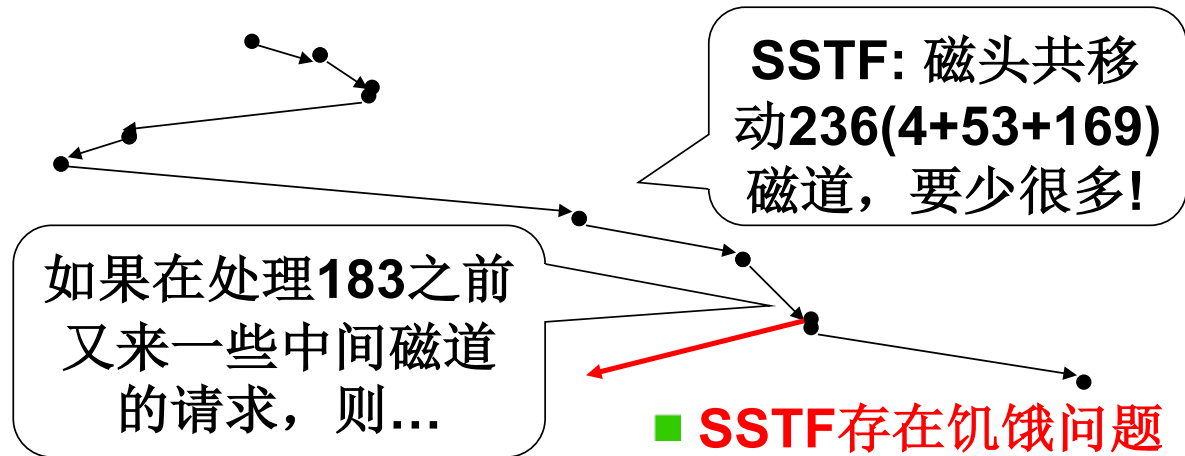 SSTF: 磁头共移
动236(4+53+169)
磁道，要少很多!
如果在处理183之前
又来一些中间磁道
的请求，则…
SSTF存在饥饿问题